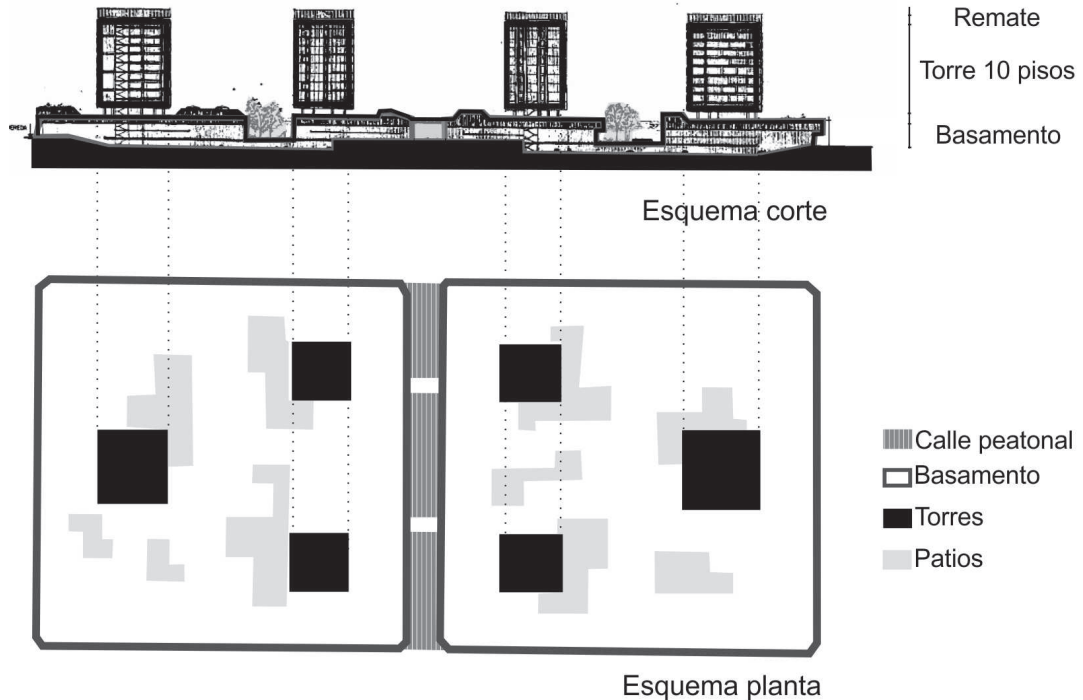 Remate
Torre 10 pisos
Basamento
Esquema corte
Calle peatonal
Basamento
Torres
Patios
Esquema planta